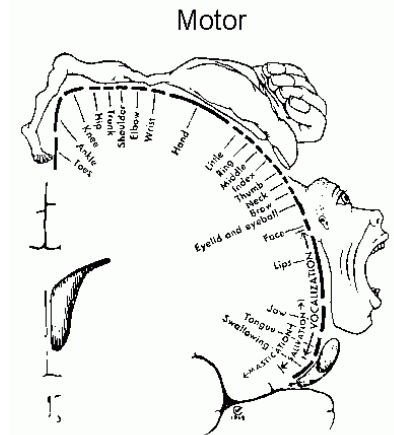 Motor
Toes
Ankle
Knee
Hip
Trunk
Shoulder
Elbow
Wrist
Hand
Little
Ring
Middle
Index
Thumb
Neck
Brow
Eyelid and eyeball
Face
Lips
VOCALIZATION
Jaw
Tongue
Swallowing
SALIVATION
MASTICATION